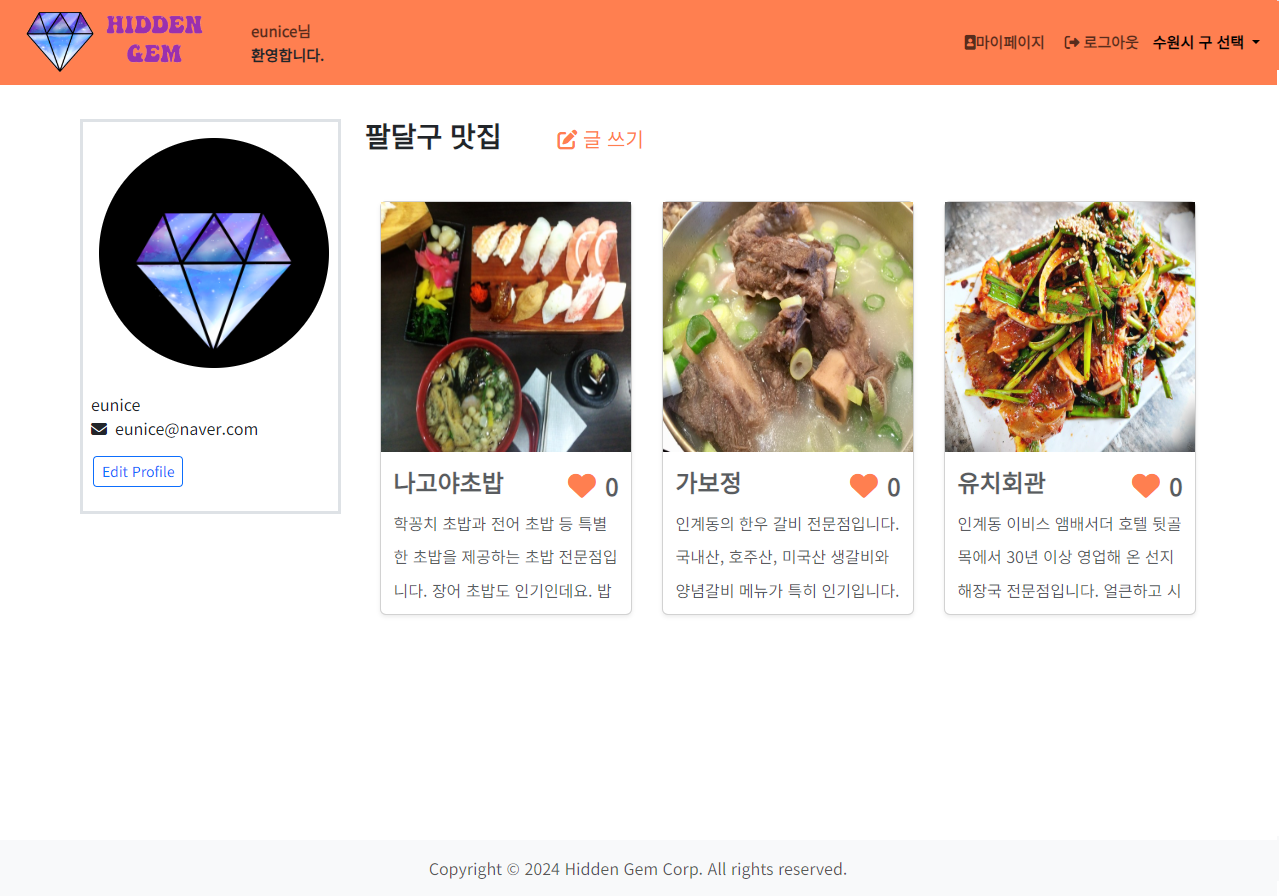 HIDDEN
GEM
eunice님
환영합니다.
마이페이지
로그아웃
수원시 구 선택
팔달구 맛집
글 쓰기
eunice
eunice@naver.com
Edit Profile
나고야초밥 0
학꽁치 초밥과 전어 초밥 등 특별
한 초밥을 제공하는 초밥 전문점입
니다. 장어 초밥도 인기인데요. 밥
가보정 0
인계동의 한우 갈비 전문점입니다.
국내산, 호주산, 미국산 생갈비와
양념갈비 메뉴가 특히 인기입니다.
유치회관 0
인계동 이비스 앰배서더 호텔 뒷골
목에서 30년 이상 영업해 온 선지
해장국 전문점입니다. 얼큰하고 시
Copyright © 2024 Hidden Gem Corp. All rights reserved.